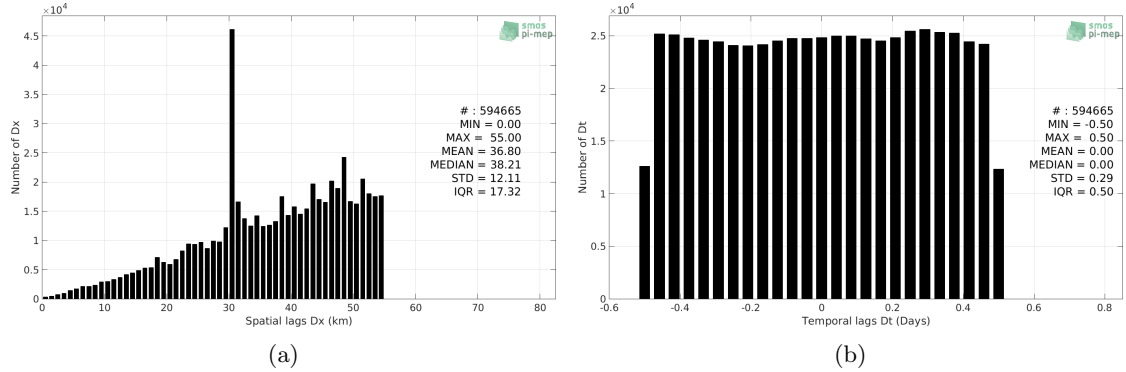 ×10⁴
4.5
4
3.5
3
2.5
2
1.5
1
0.5
0
Number of Dx
0 10 20 30 40 50 60 70 80
Spatial lags Dx (km)
smos
pi-mep
# : 594665
MIN = 0.00
MAX = 55.00
MEAN = 36.80
MEDIAN = 38.21
STD = 12.11
IQR = 17.32
(a)
×10⁴
2.5
2
1.5
1
0.5
0
Number of Dt
-0.6 -0.4 -0.2 0 0.2 0.4 0.6 0.8
Temporal lags Dt (Days)
smos
pi-mep
# : 594665
MIN = -0.50
MAX = 0.50
MEAN = 0.00
MEDIAN = 0.00
STD = 0.29
IQR = 0.50
(b)